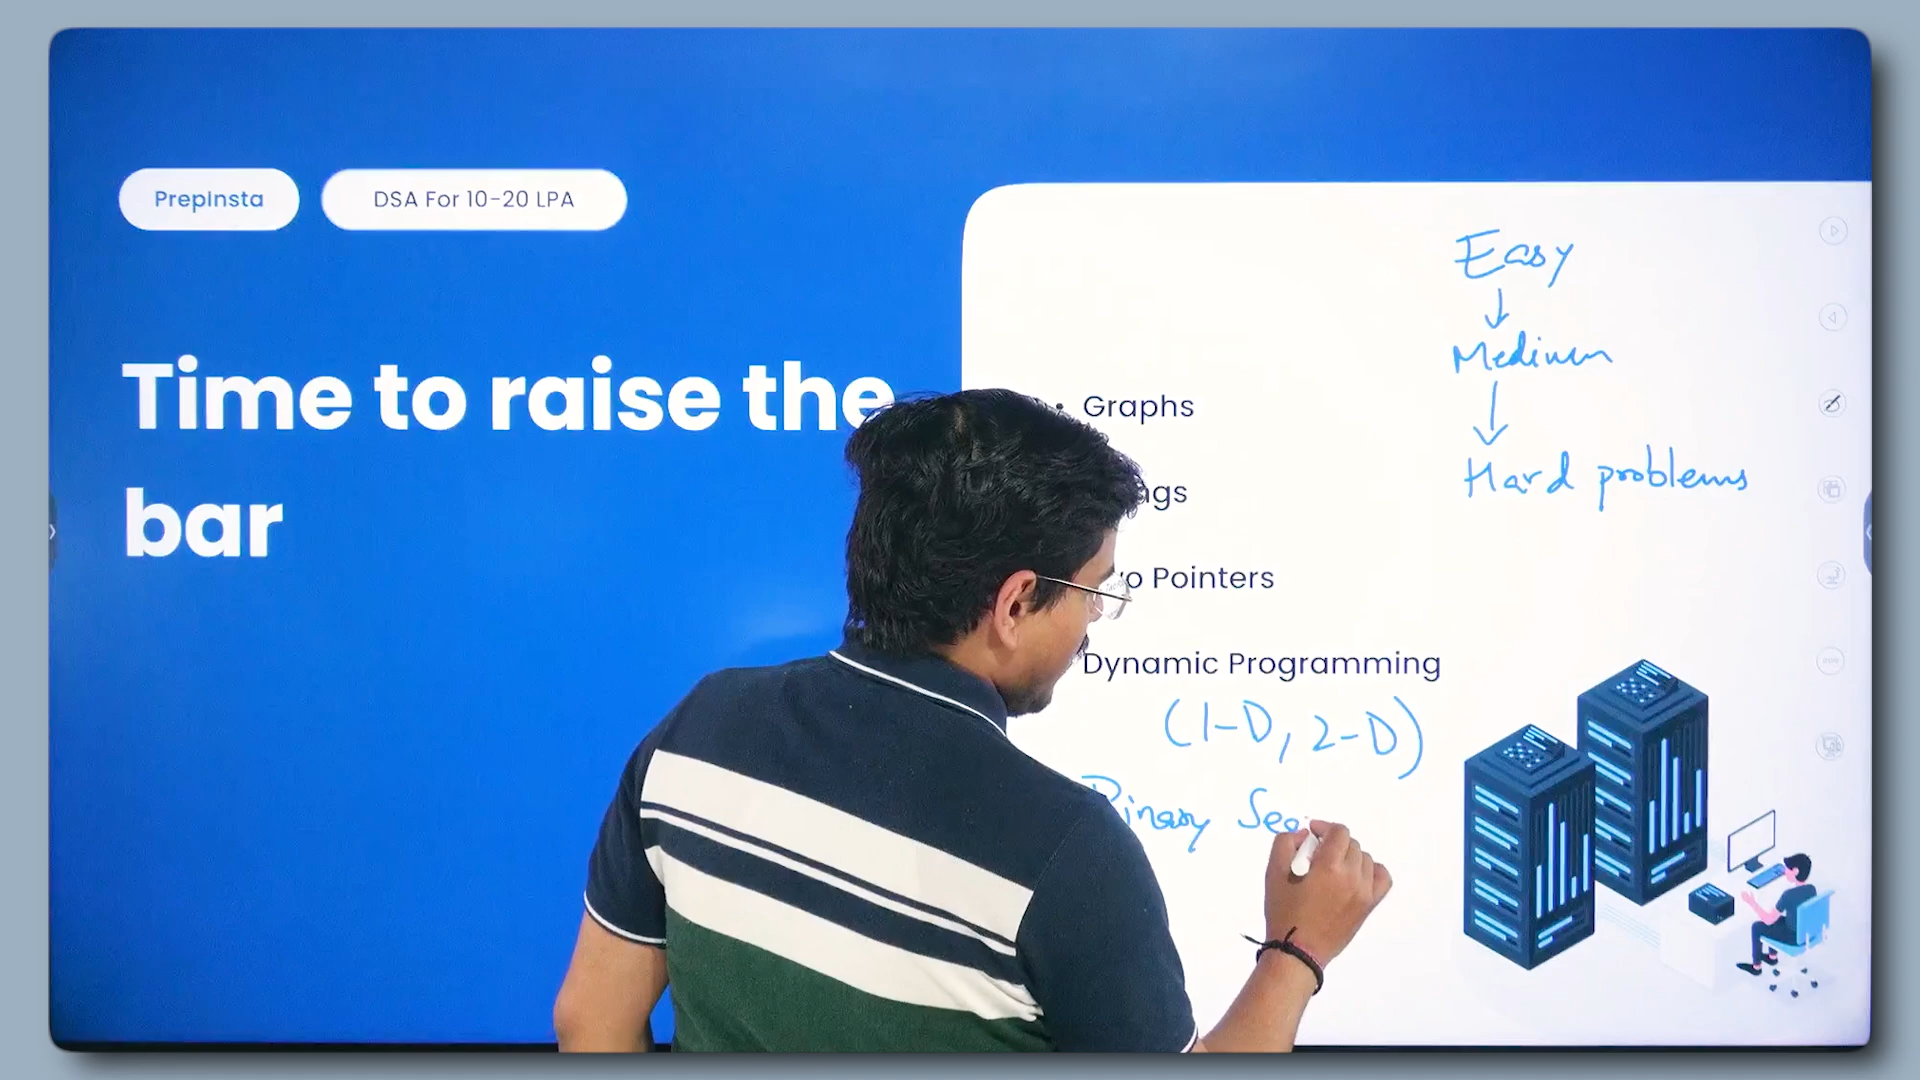 PrepInsta
DSA For 10-20 LPA
Time to raise the
bar
Graphs
Pointers
Dynamic Programming
(1-D, 2-D)
Binary
Easy
↓
Medium
↓
Hard problems